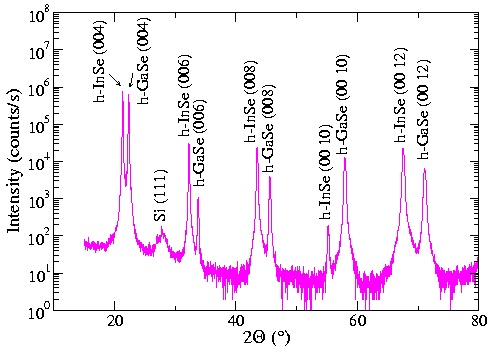 10^8
10^7
10^6
10^5
10^4
10^3
10^2
10^1
10^0
Intensity (counts/s)
h-InSe (004)
h-GaSe (004)
Si (111)
h-InSe (006)
h-GaSe (006)
h-InSe (008)
h-GaSe (008)
h-InSe (00 10)
h-GaSe (00 10)
h-InSe (00 12)
h-GaSe (00 12)
20
40
60
80
2Θ (°)